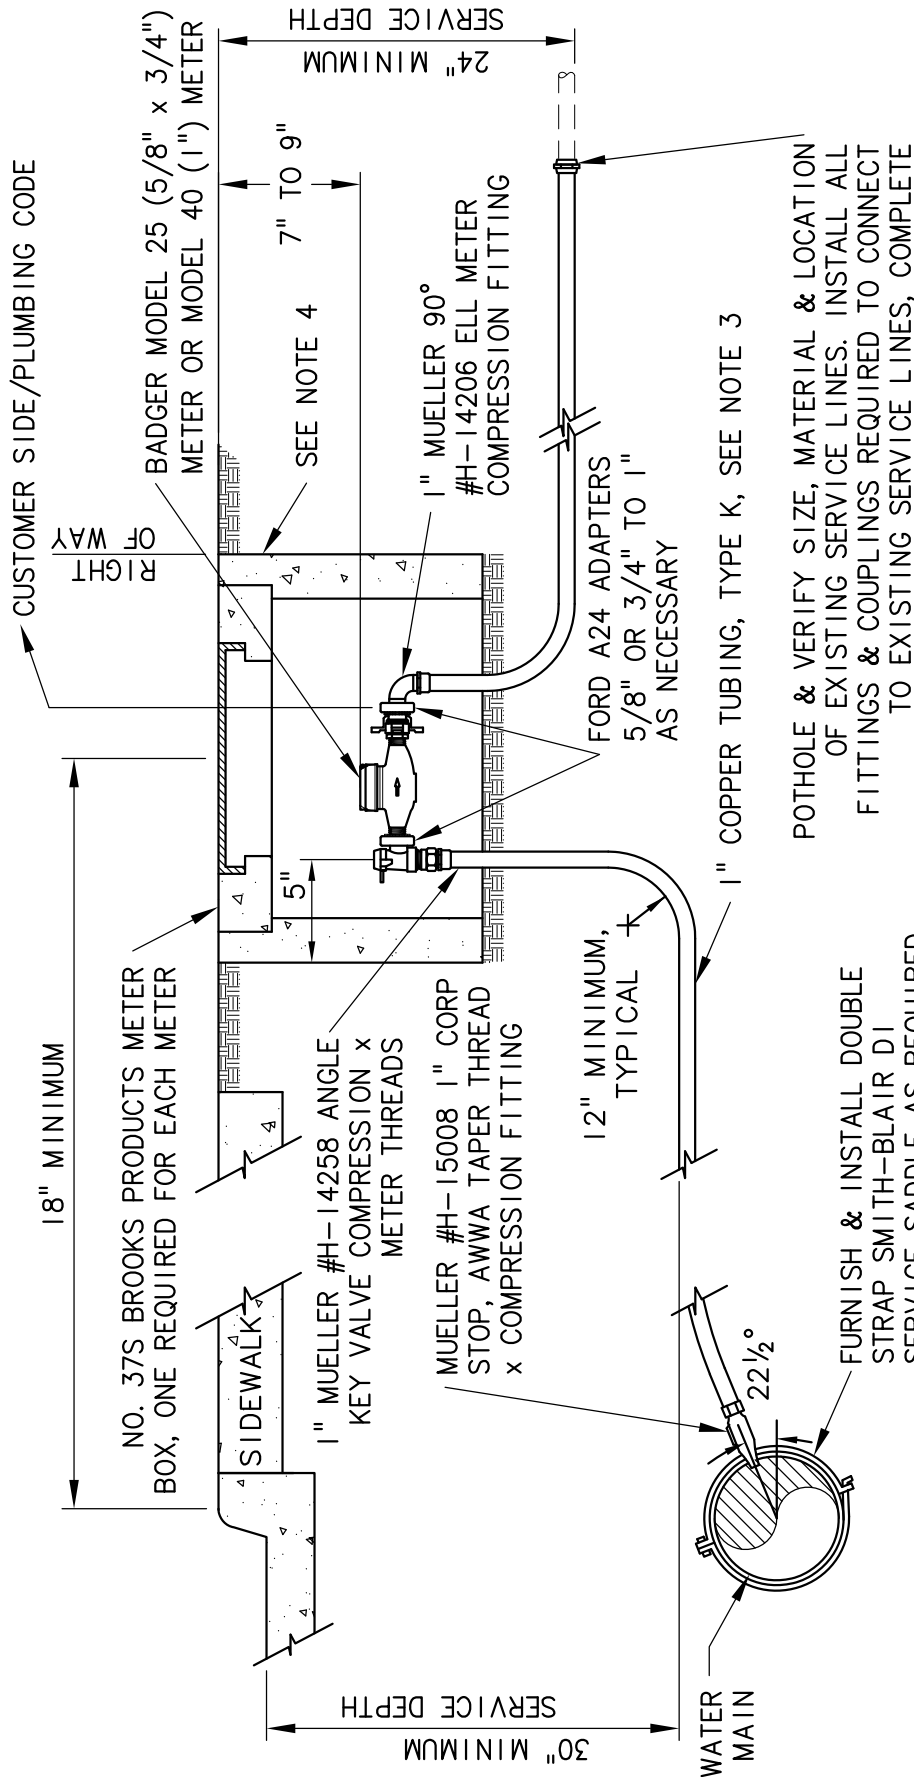 CUSTOMER SIDE/PLUMBING CODE
RIGHT
OF WAY
BADGER MODEL 25 (5/8" x 3/4")
METER OR MODEL 40 (1") METER
24" MINIMUM
SERVICE DEPTH
7" TO 9"
SEE NOTE 4
18" MINIMUM
NO. 37S BROOKS PRODUCTS METER
BOX, ONE REQUIRED FOR EACH METER
SIDEWALK
5"
1" MUELLER 90°
#H-14206 ELL METER
COMPRESSION FITTING
1" MUELLER #H-14258 ANGLE
KEY VALVE COMPRESSION x
METER THREADS
MUELLER #H-15008 1" CORP
STOP, AWWA TAPER THREAD
x COMPRESSION FITTING
FORD A24 ADAPTERS
5/8" OR 3/4" TO 1"
AS NECESSARY
12" MINIMUM,
TYPICAL
1" COPPER TUBING, TYPE K, SEE NOTE 3
30" MINIMUM
SERVICE DEPTH
WATER
MAIN
22½°
POTHOLE & VERIFY SIZE, MATERIAL & LOCATION
OF EXISTING SERVICE LINES. INSTALL ALL
FITTINGS & COUPLINGS REQUIRED TO CONNECT
TO EXISTING SERVICE LINES, COMPLETE
FURNISH & INSTALL DOUBLE
STRAP SMITH-BLAIR DI
SERVICE SADDLE AS REQUIRED